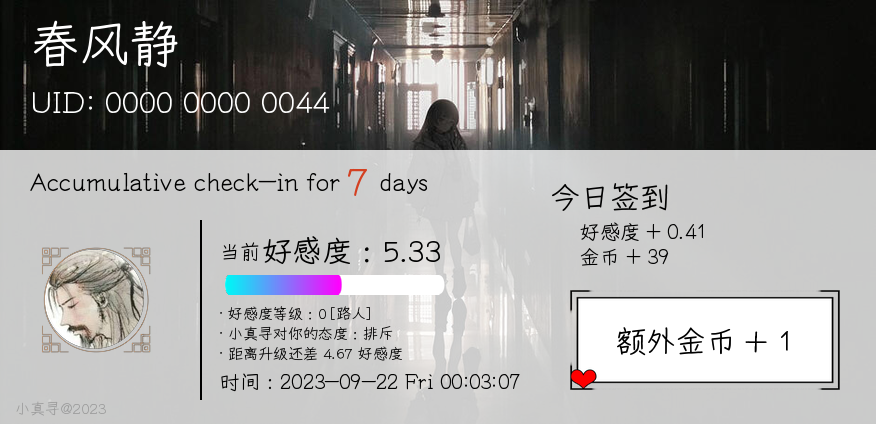 春风静
UID: 0000 0000 0044
Accumulative check-in for 7 days
今日签到
好感度 + 0.41
金币 + 39
当前好感度：5.33
· 好感度等级：0 [路人]
· 小真寻对你的态度：排斥
· 距离升级还差 4.67 好感度
时间：2023-09-22 Fri 00:03:07
额外金币 + 1
小真寻@2023